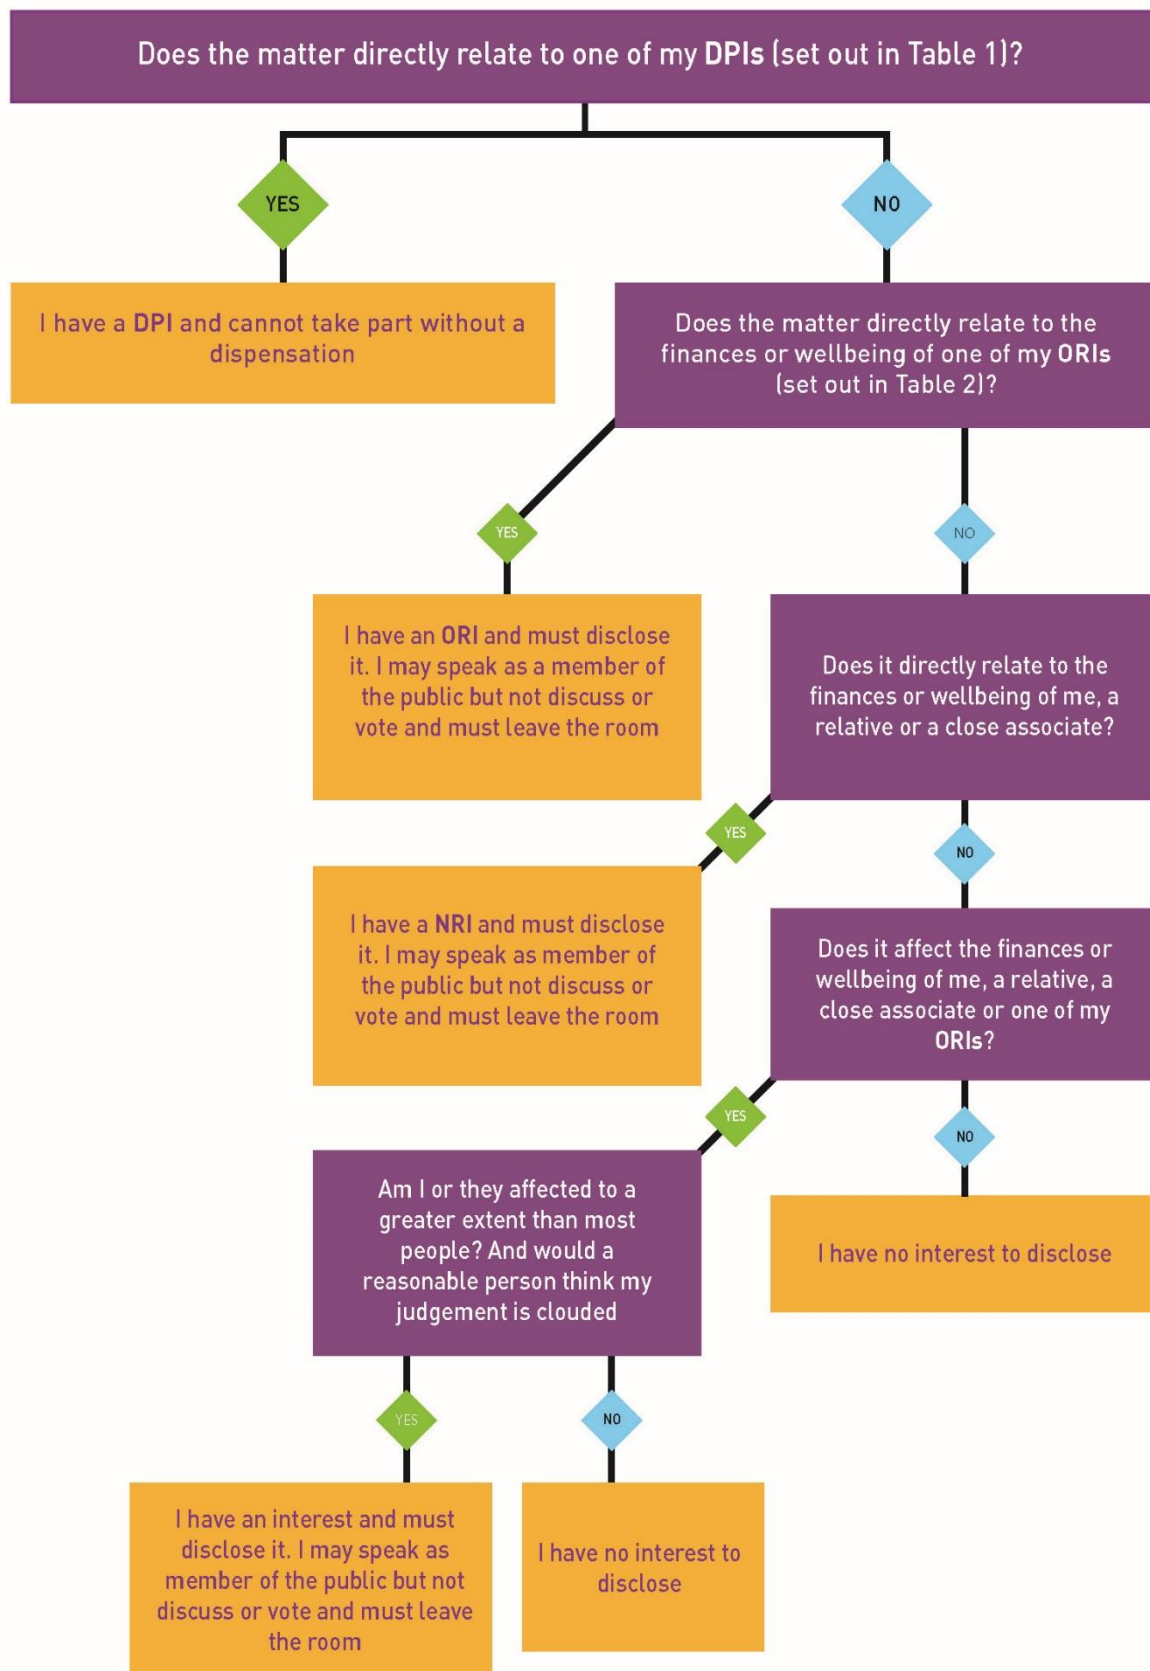 Does the matter directly relate to one of my DPIs (set out in Table 1)?
YES
NO
I have a DPI and cannot take part without a
dispensation
Does the matter directly relate to the
finances or wellbeing of one of my ORIs
(set out in Table 2)?
YES
NO
I have an ORI and must disclose
it. I may speak as a member of
the public but not discuss or
vote and must leave the room
Does it directly relate to the
finances or wellbeing of me, a
relative or a close associate?
YES
NO
I have a NRI and must disclose
it. I may speak as member of
the public but not discuss or
vote and must leave the room
Does it affect the finances or
wellbeing of me, a relative, a
close associate or one of my
ORIs?
YES
NO
Am I or they affected to a
greater extent than most
people? And would a
reasonable person think my
judgement is clouded
I have no interest to disclose
YES
NO
I have an interest and must
disclose it. I may speak as
member of the public but not
discuss or vote and must leave
the room
I have no interest to
disclose